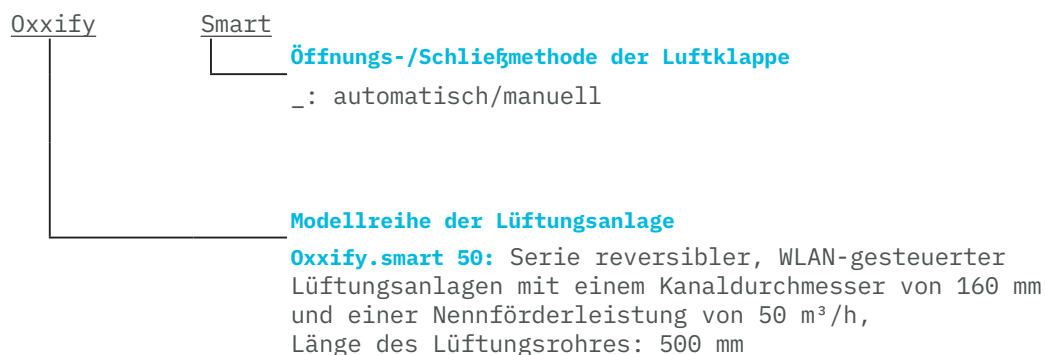 Oxxify Smart
Öffnungs-/Schließmethode der Luftklappe
_: automatisch/manuell
Modellreihe der Lüftungsanlage
Oxxify.smart 50: Serie reversibler, WLAN-gesteuerter
Lüftungsanlagen mit einem Kanaldurchmesser von 160 mm
und einer Nennförderleistung von 50 m³/h,
Länge des Lüftungsrohres: 500 mm